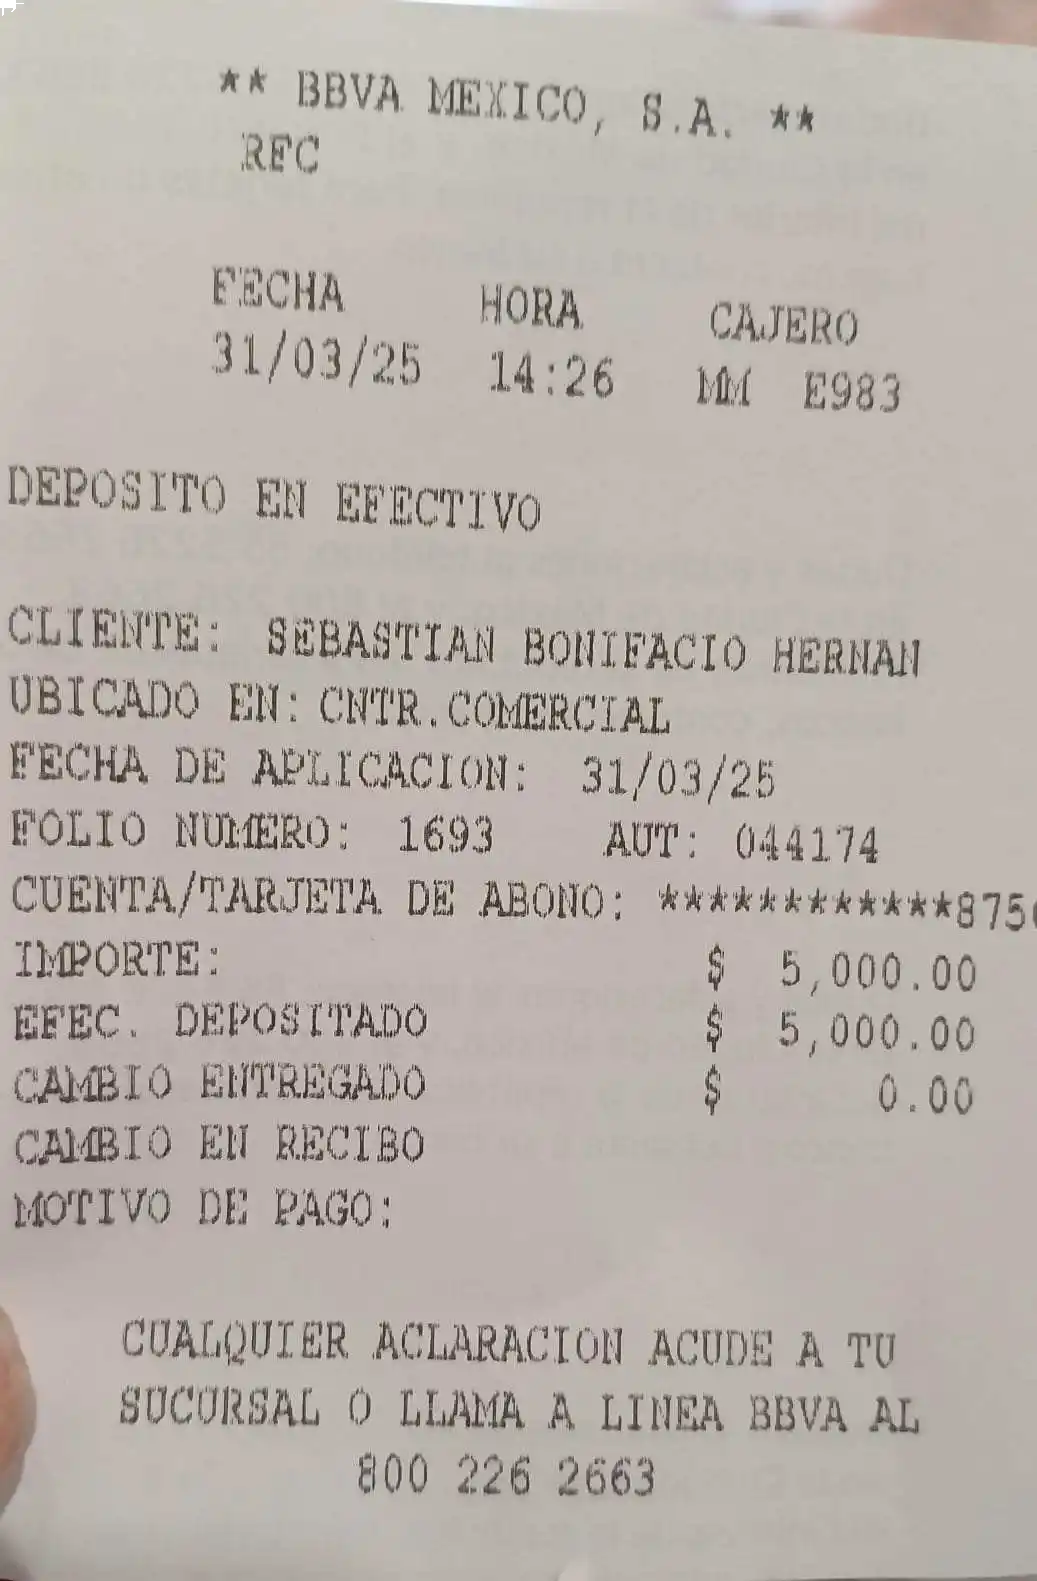 ** BBVA MEXICO, S.A. **
RFC
FECHA HORA CAJERO
31/03/25 14:26 MM E983
DEPOSITO EN EFECTIVO
CLIENTE: SEBASTIAN BONIFACIO HERNAN
UBICADO EN: CNTR.COMERCIAL
FECHA DE APLICACION: 31/03/25
FOLIO NUMERO: 1693 AUT: 044174
CUENTA/TARJETA DE ABONO: ************875
IMPORTE: $ 5,000.00
EFEC. DEPOSITADO $ 5,000.00
CAMBIO ENTREGADO $ 0.00
CAMBIO EN RECIBO
MOTIVO DE PAGO:
CUALQUIER ACLARACION ACUDE A TU
SUCURSAL O LLAMA A LINEA BBVA AL
800 226 2663